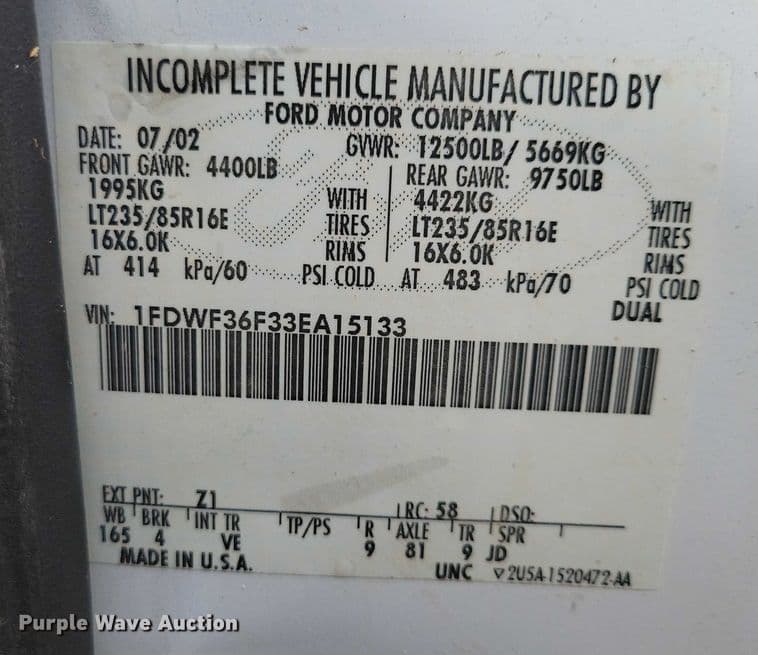 INCOMPLETE VEHICLE MANUFACTURED BY
FORD MOTOR COMPANY
DATE: 07/02 GVWR: 12500LB/ 5669KG
FRONT GAWR: 4400LB REAR GAWR: 9750LB
1995KG WITH 4422KG WITH
LT235/85R16E TIRES LT235/85R16E TIRES
16X6.0K RIMS 16X6.0K RIMS
AT 414 kPa/60 PSI COLD AT 483 kPa/70 PSI COLD
DUAL
VIN: 1FDWF36F33EA15133
EXT PNT: Z1 RC: 58 DSO:
WB BRK INT TR TP/PS R AXLE TR SPR
165 4 VE 9 81 9 JD
MADE IN U.S.A. UNC ▽2U5A-1520472-AA
Purple Wave Auction